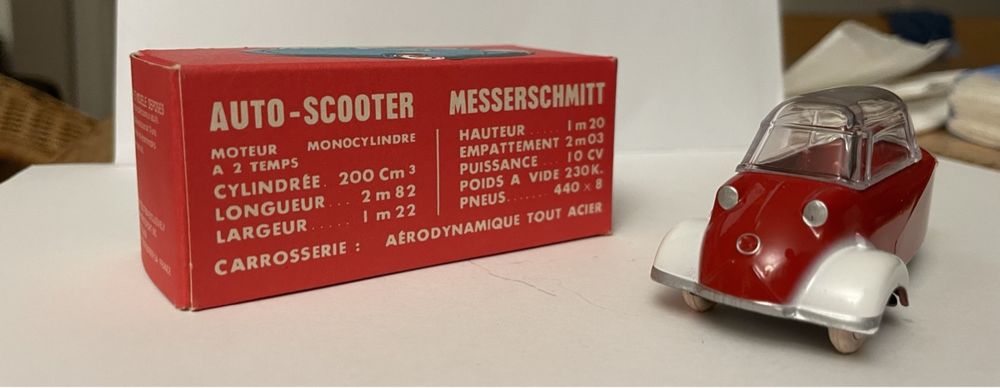 AUTO-SCOOTER MESSERSCHMITT
MOTEUR MONOCYLINDRE
A 2 TEMPS
CYLINDRÉE. 200 Cm3
LONGUEUR... 2 m 82
LARGEUR.... 1 m 22
HAUTEUR..... 1 m 20
EMPATTEMENT 2 m 03
PUISSANCE.... 10 CV
POIDS A VIDE 230 K.
PNEUS...... 440 × 8
CARROSSERIE : AÉRODYNAMIQUE TOUT ACIER